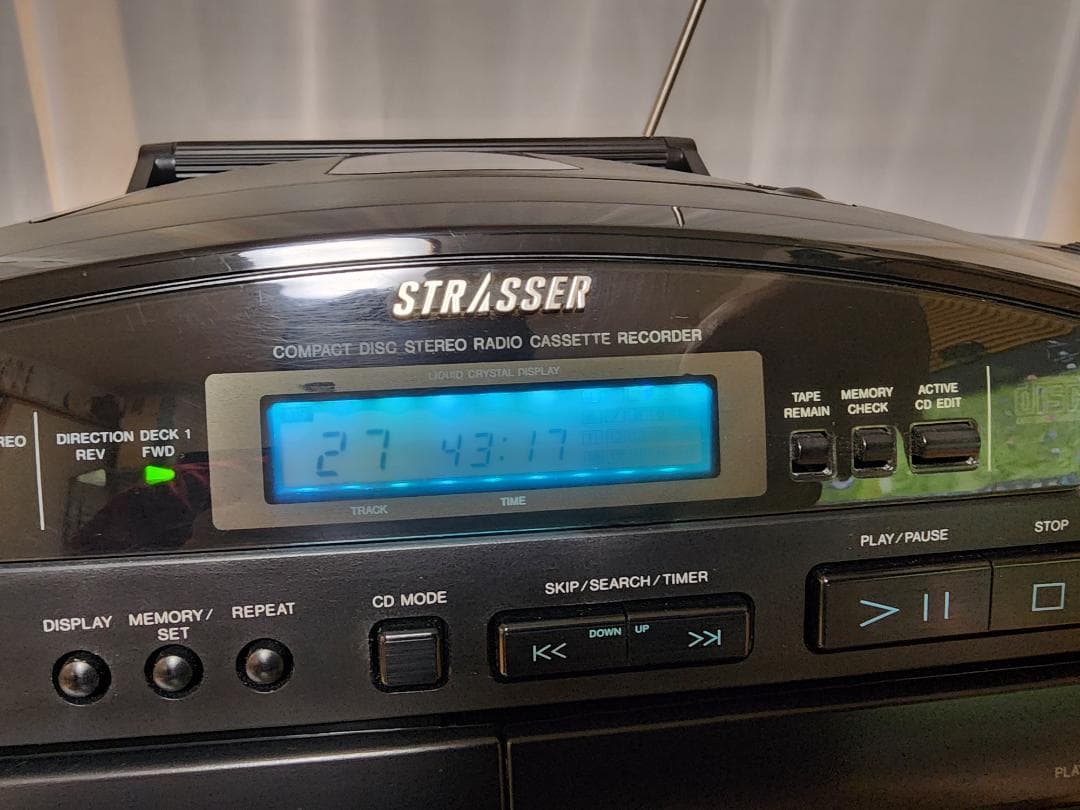 STRASSER
COMPACT DISC STEREO RADIO CASSETTE RECORDER
LIQUID CRYSTAL DISPLAY
27 43:17
TRACK TIME
REO
DIRECTION DECK 1
REV FWD
TAPE
REMAIN
MEMORY
CHECK
ACTIVE
CD EDIT
DISPLAY
MEMORY/
SET
REPEAT
CD MODE
SKIP/SEARCH/TIMER
DOWN UP
PLAY/PAUSE
STOP